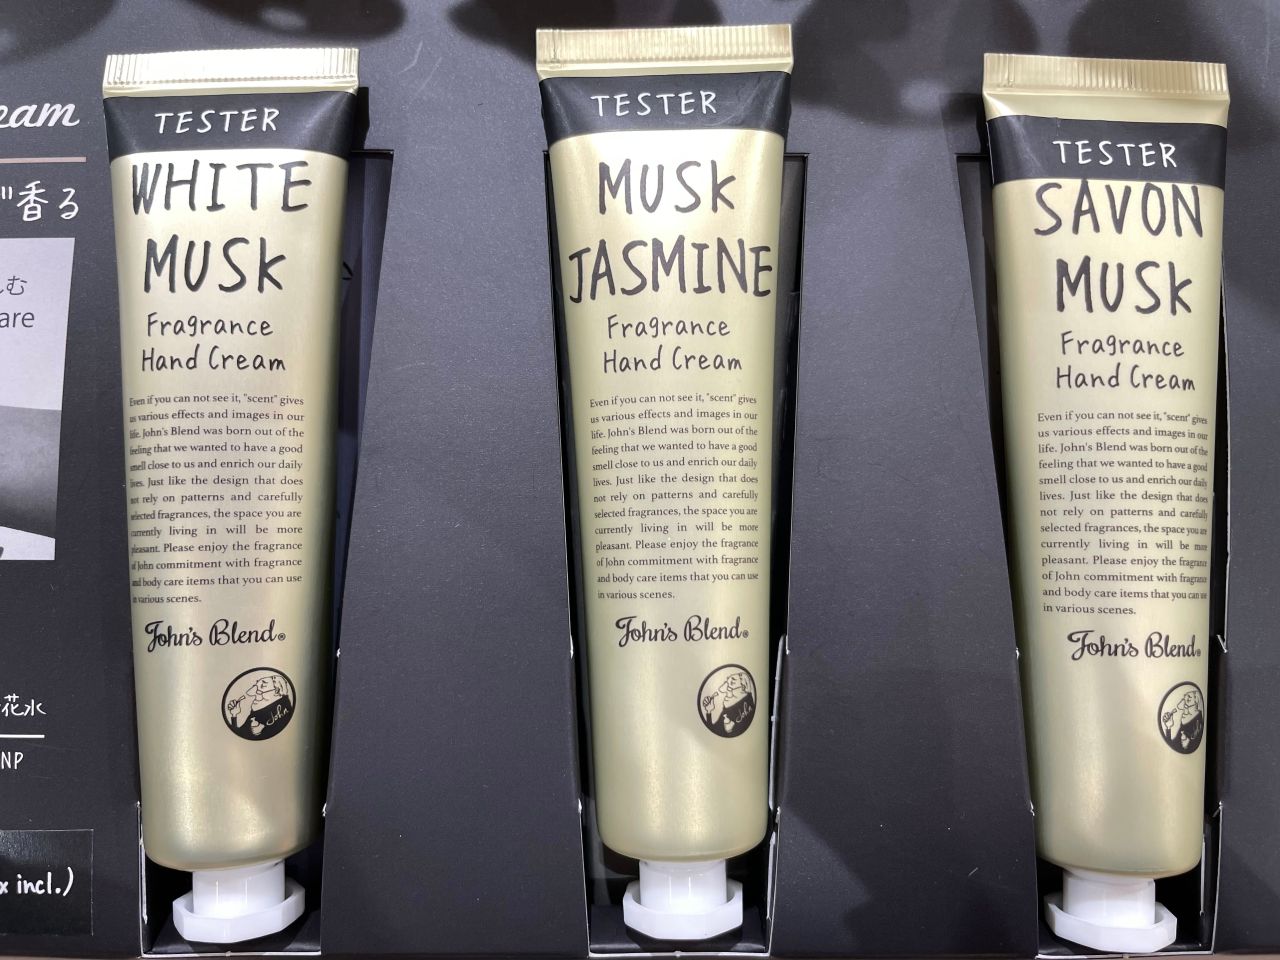 eam
香る
む
are
花水
NP
x incl.)
TESTER
WHITE
MUSK
Fragrance
Hand Cream
Even if you can not see it, "scent" gives
us various effects and images in our
life. John's Blend was born out of the
feeling that we wanted to have a good
smell close to us and enrich our daily
lives. Just like the design that does
not rely on patterns and carefully
selected fragrances, the space you are
currently living in will be more
pleasant. Please enjoy the fragrance
of John commitment with fragrance
and body care items that you can use
in various scenes.
John's Blend®
John
TESTER
MUSK
JASMINE
Fragrance
Hand Cream
Even if you can not see it, "scent" gives
us various effects and images in our
life. John's Blend was born out of the
feeling that we wanted to have a good
smell close to us and enrich our daily
lives. Just like the design that does
not rely on patterns and carefully
selected fragrances, the space you are
currently living in will be more
pleasant. Please enjoy the fragrance
of John commitment with fragrance
and body care items that you can use
in various scenes.
John's Blend®
John
TESTER
SAVON
MUSK
Fragrance
Hand Cream
Even if you can not see it, "scent" gives
us various effects and images in our
life. John's Blend was born out of the
feeling that we wanted to have a good
smell close to us and enrich our daily
lives. Just like the design that does
not rely on patterns and carefully
selected fragrances, the space you are
currently living in will be more
pleasant. Please enjoy the fragrance
of John commitment with fragrance
and body care items that you can use
in various scenes.
John's Blend®
John